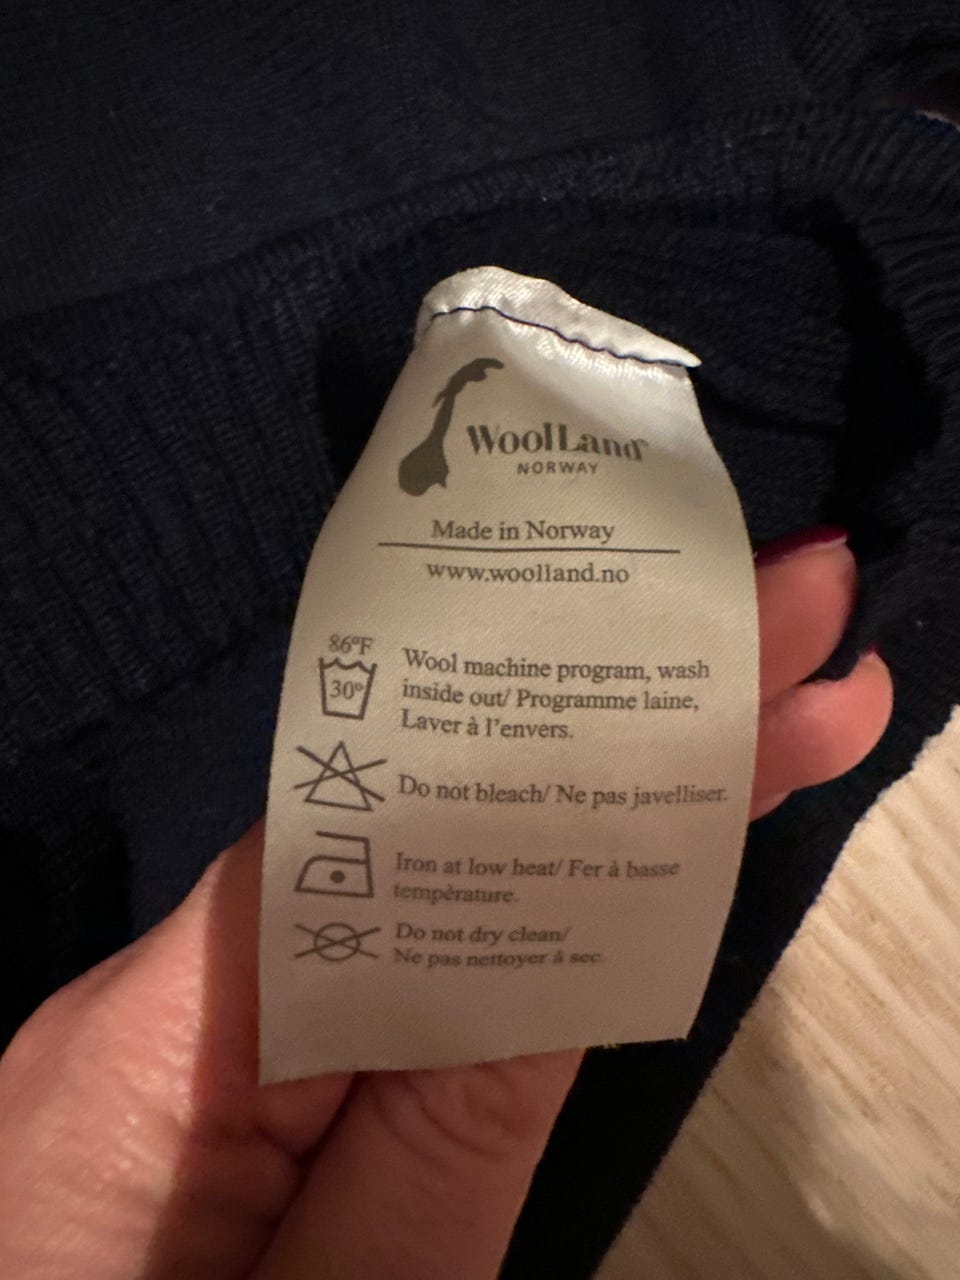 WoolLand
NORWAY
Made in Norway
www.woolland.no
86°F
30°
Wool machine program, wash
inside out/ Programme laine,
Laver à l'envers.
Do not bleach/ Ne pas javelliser.
Iron at low heat/ Fer à basse
tempèrature.
Do not dry clean/
Ne pas nettoyer à sec.